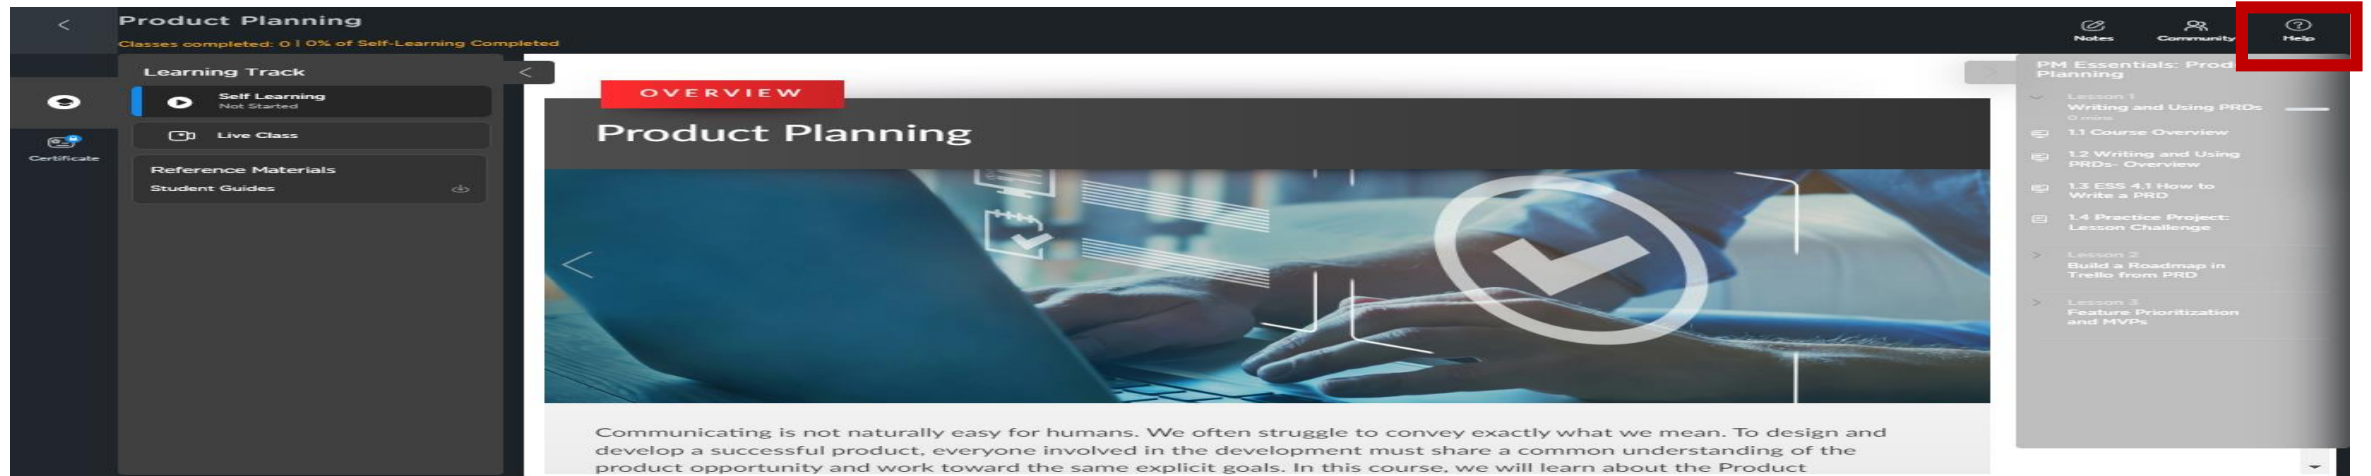 Product Planning
Classes completed: 0 | 0% of Self-Learning Completed
Notes
Community
Help
Learning Track
Self Learning
Not Started
Live Class
Reference Materials
Student Guides
Certificate
OVERVIEW
Product Planning
Communicating is not naturally easy for humans. We often struggle to convey exactly what we mean. To design and
develop a successful product, everyone involved in the development must share a common understanding of the
product opportunity and work toward the same explicit goals. In this course, we will learn about the Product
PM Essentials: Prod
Planning
Lesson 1
Writing and Using PRDs
0 mins
1.1 Course Overview
1.2 Writing and Using
PRDs- Overview
1.3 ESS 4.1 How to
Write a PRD
1.4 Practice Project:
Lesson Challenge
Lesson 2
Build a Roadmap in
Trello from PRD
Lesson 3
Feature Prioritization
and MVPs